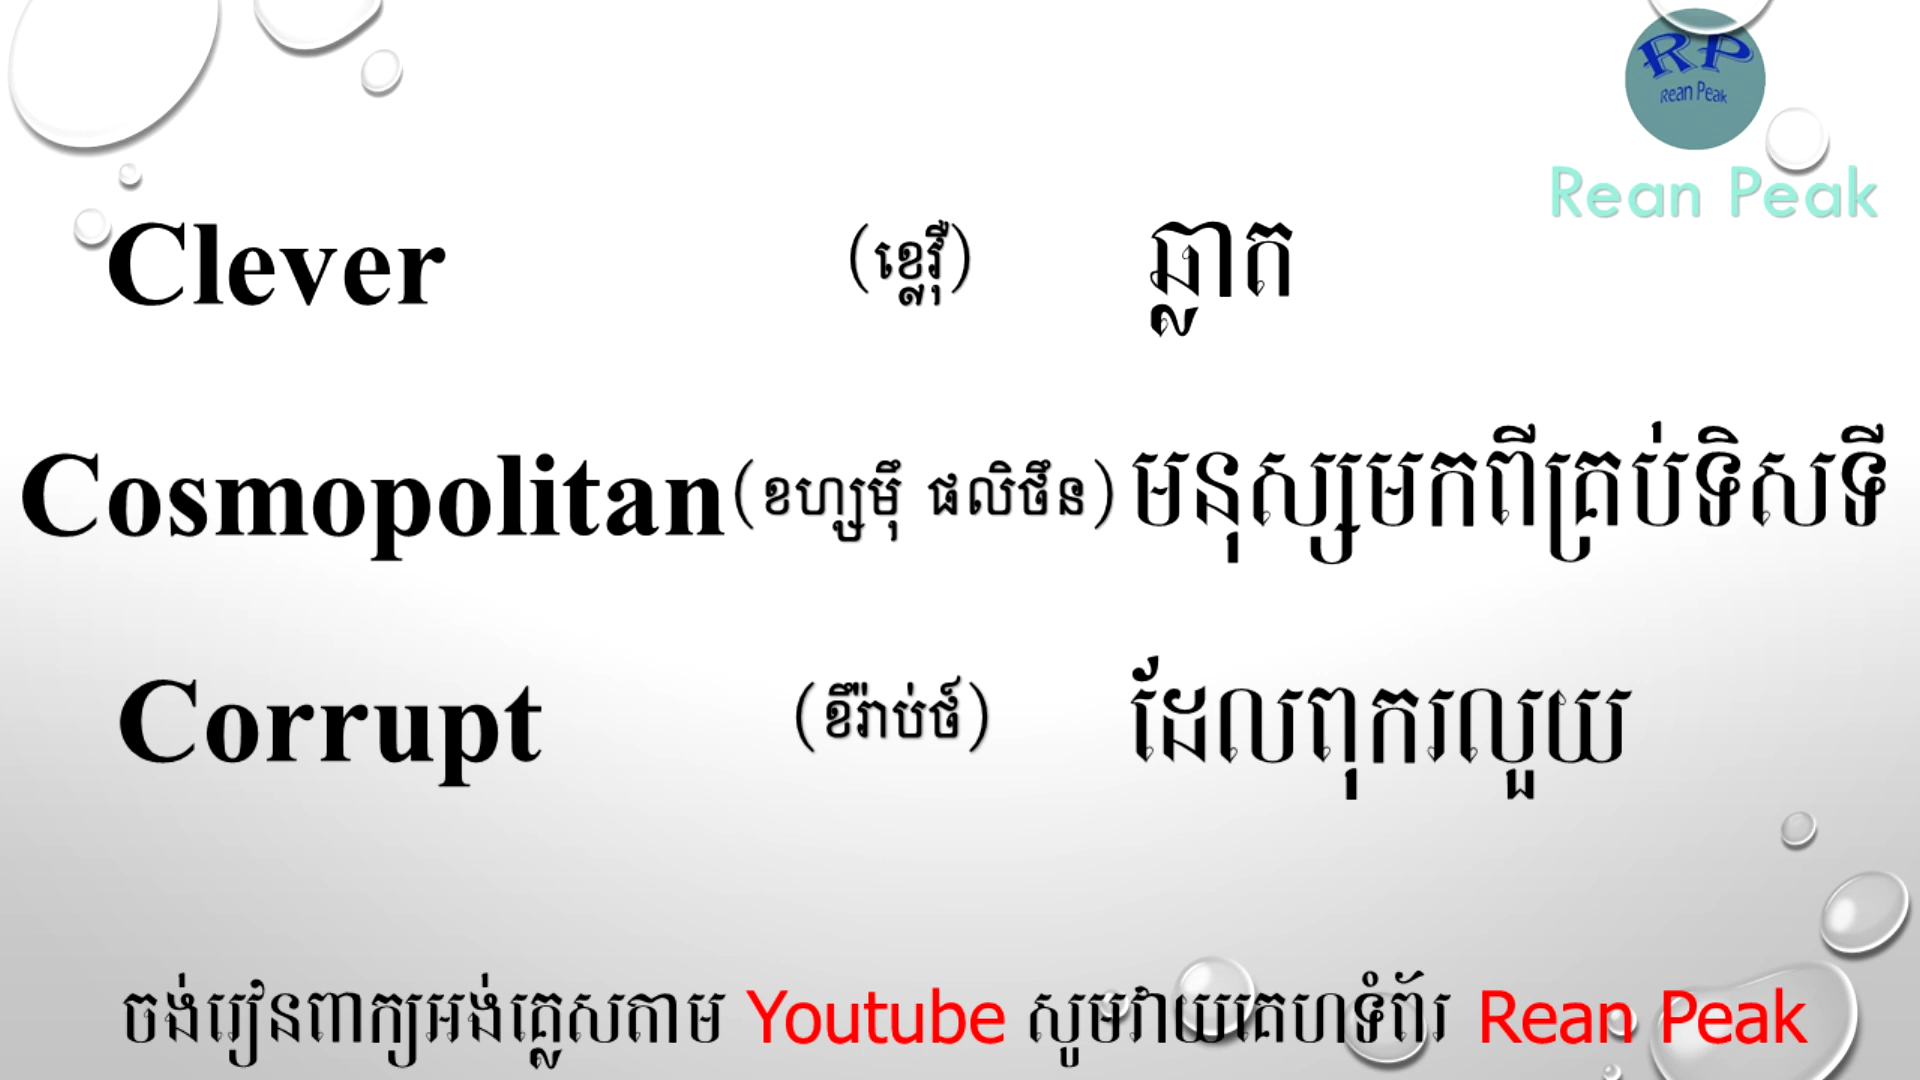 RP
Rean Peak
Rean Peak
Clever (ខ្លេវ៉ឺ) ឆ្លាត
Cosmopolitan (ខហ្សម៉ឺ ផលិថឹន) មនុស្សមកពីគ្រប់ទិសទី
Corrupt (ខឹរ៉ាប់ថ៍) ដែលពុករលួយ
ចង់រៀនពាក្យអង់គ្លេសតាម Youtube សូមវាយគេហទំព័រ Rean Peak